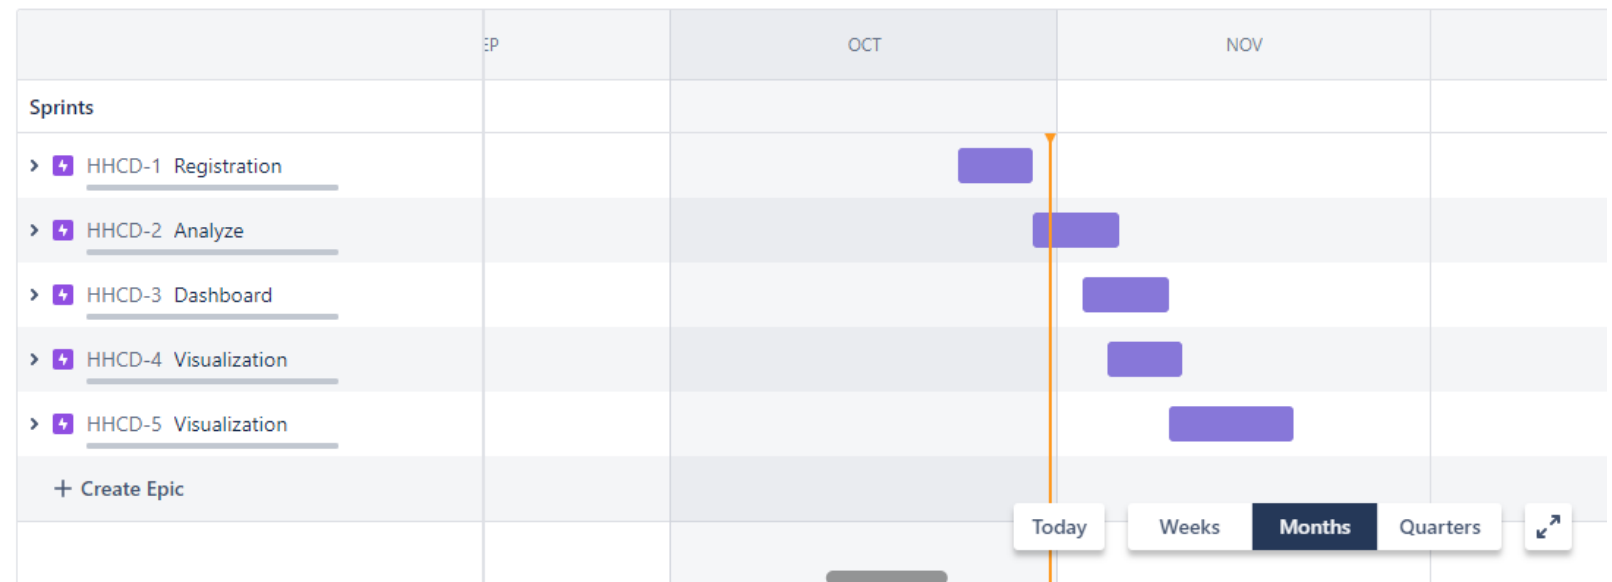 EP OCT NOV
Sprints
HHCD-1 Registration
HHCD-2 Analyze
HHCD-3 Dashboard
HHCD-4 Visualization
HHCD-5 Visualization
+ Create Epic
Today Weeks Months Quarters